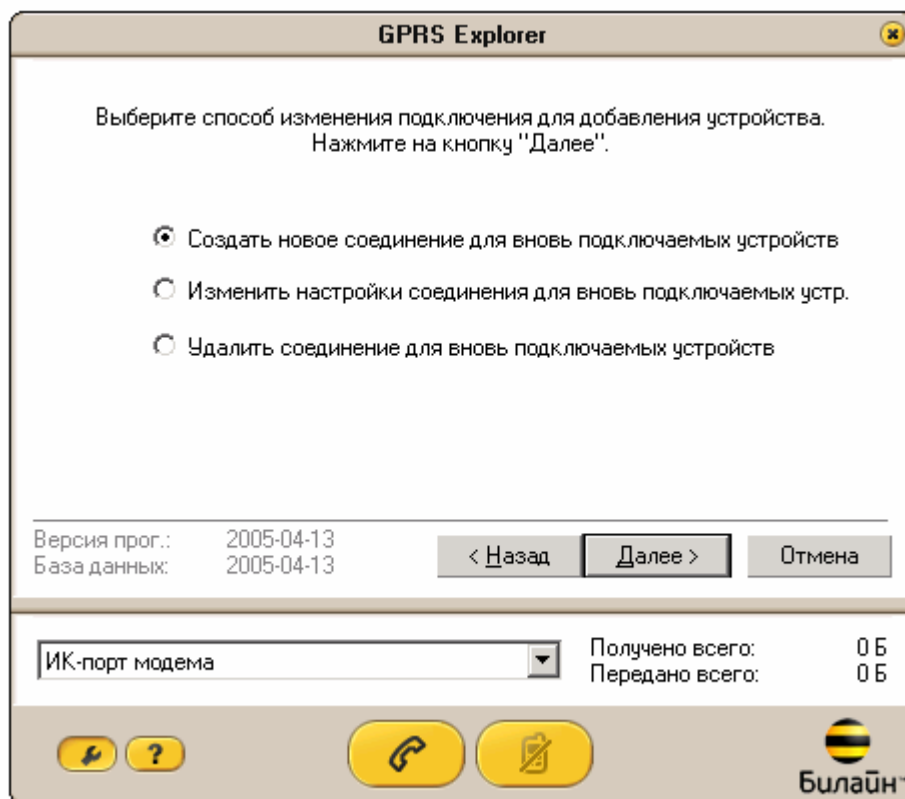 GPRS Explorer
Выберите способ изменения подключения для добавления устройства.
Нажмите на кнопку "Далее".
Создать новое соединение для вновь подключаемых устройств
Изменить настройки соединения для вновь подключаемых устр.
Удалить соединение для вновь подключаемых устройств
Версия прог.: 2005-04-13
База данных: 2005-04-13
< Назад Далее > Отмена
ИК-порт модема
Получено всего: 0 Б
Передано всего: 0 Б
?
Билайн™